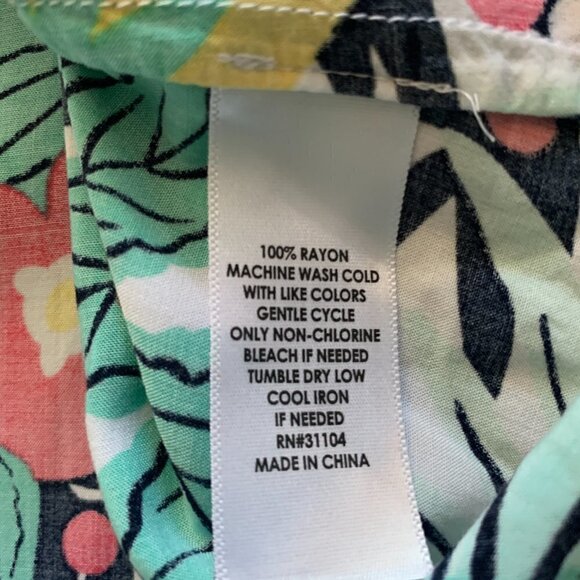 100% RAYON
MACHINE WASH COLD
WITH LIKE COLORS
GENTLE CYCLE
ONLY NON-CHLORINE
BLEACH IF NEEDED
TUMBLE DRY LOW
COOL IRON
IF NEEDED
RN#31104
MADE IN CHINA